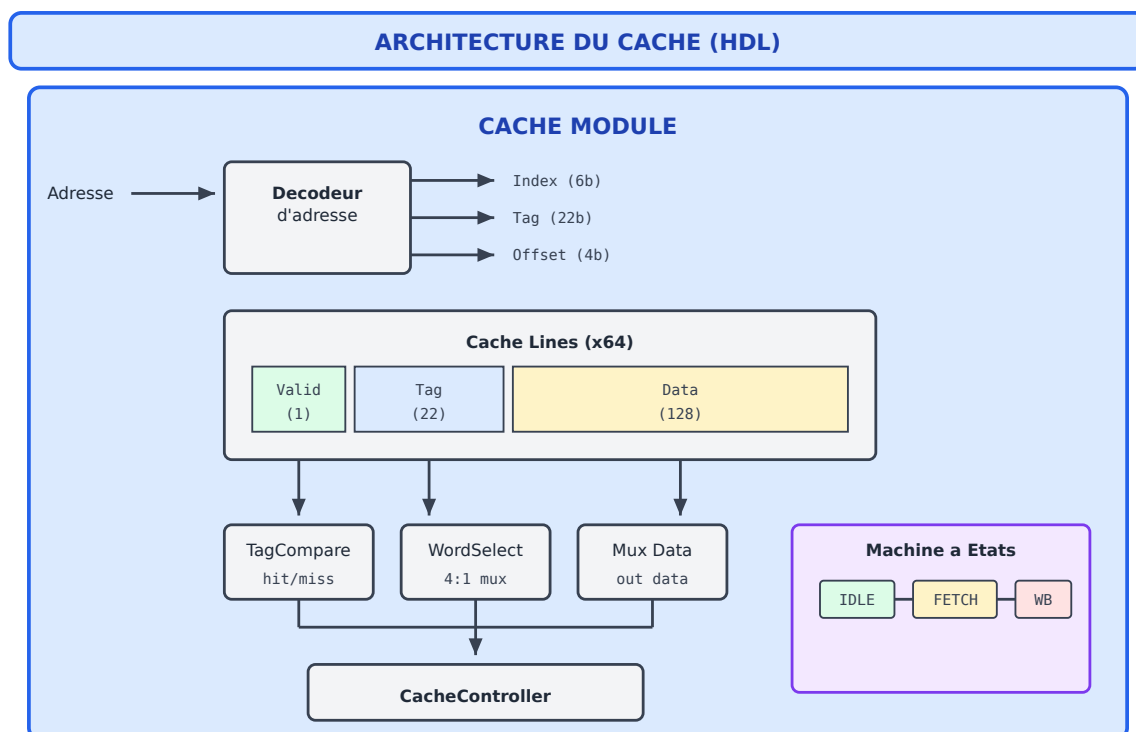 ARCHITECTURE DU CACHE (HDL)
CACHE MODULE
Adresse
Decodeur
d'adresse
Index (6b)
Tag (22b)
Offset (4b)
Cache Lines (x64)
Valid
(1)
Tag
(22)
Data
(128)
TagCompare
hit/miss
WordSelect
4:1 mux
Mux Data
out data
Machine a Etats
IDLE
FETCH
WB
CacheController